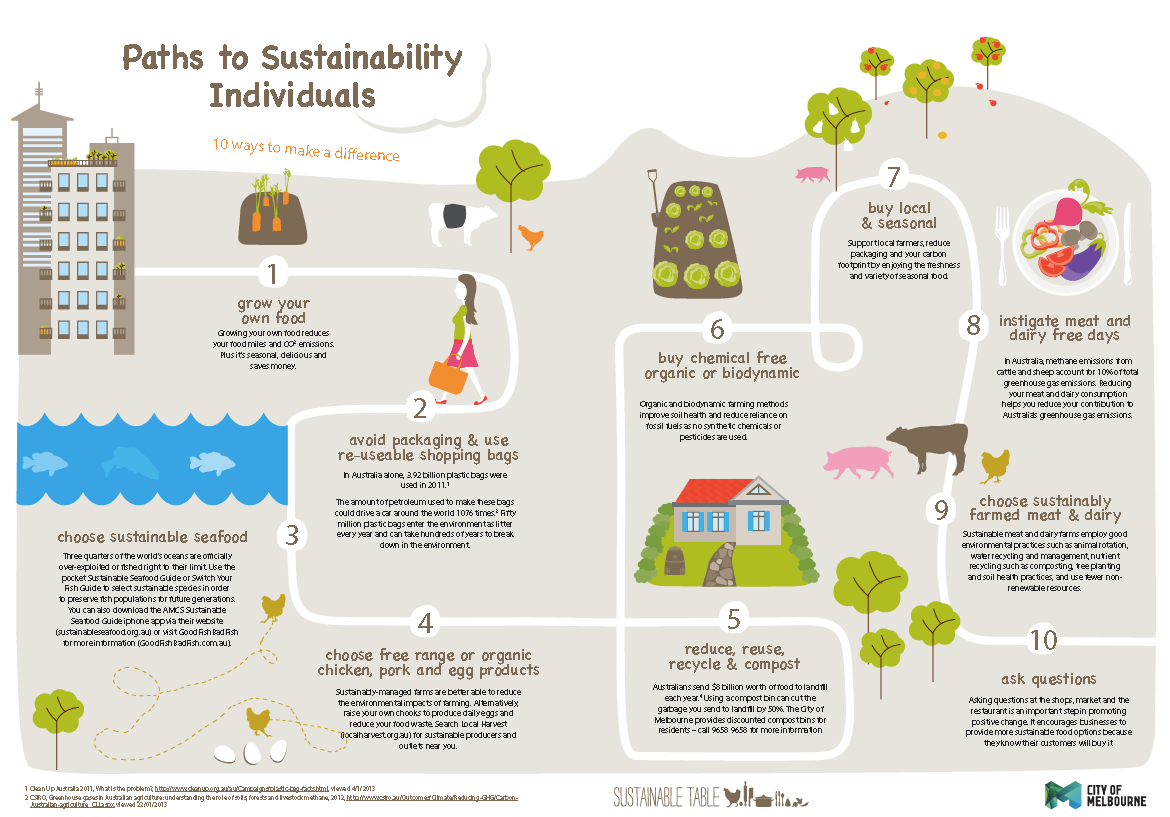 Paths to Sustainability
Individuals
10 ways to make a difference
1
grow your
own food
Growing your own food reduces
your food miles and CO² emissions.
Plus it's seasonal, delicious and
saves money.
2
avoid packaging & use
re-useable shopping bags
In Australia alone, 3.92 billion plastic bags were
used in 2011.¹
The amount of petroleum used to make these bags
could drive a car around the world 1076 times.² Fifty
million plastic bags enter the environment as litter
every year and can take hundreds of years to break
down in the environment.
3
choose sustainable seafood
Three quarters of the world's oceans are officially
over-exploited or fished right to their limit. Use the
pocket Sustainable Seafood Guide or Switch Your
Fish Guide to select sustainable species in order
to preserve fish populations for future generations.
You can also download the AMCS Sustainable
Seafood Guide iphone app via their website
(sustainableseafood.org.au) or visit Good Fish Bad Fish
for more information (GoodFishBadFish.com.au).
4
choose free range or organic
chicken, pork and egg products
Sustainably-managed farms are better able to reduce
the environmental impacts of farming. Alternatively,
raise your own chooks to produce daily eggs and
reduce your food waste. Search Local Harvest
(localharvest.org.au) for sustainable producers and
outlets near you.
5
reduce, reuse,
recycle & compost
Australians send $8 billion worth of food to landfill
each year.⁴ Using a compost bin can cut the
garbage you send to landfill by 50%. The City of
Melbourne provides discounted compost bins for
residents – call 9658 9658 for more information
6
buy chemical free
organic or biodynamic
Organic and biodynamic farming methods
improve soil health and reduce reliance on
fossil fuels as no synthetic chemicals or
pesticides are used.
7
buy local
& seasonal
Support local farmers, reduce
packaging and your carbon
footprint by enjoying the freshness
and variety of seasonal food.
8
instigate meat and
dairy free days
In Australia, methane emissions from
cattle and sheep account for 10% of total
greenhouse gas emissions. Reducing
your meat and dairy consumption
helps you reduce your contribution to
Australia's greenhouse gas emissions.
9
choose sustainably
farmed meat & dairy
Sustainable meat and dairy farms employ good
environmental practices such as animal rotation,
water recycling and management, nutrient
recycling such as composting, tree planting
and soil health practices, and use fewer non-
renewable resources.
10
ask questions
Asking questions at the shops, market and the
restaurant is an important step in promoting
positive change. It encourages businesses to
provide more sustainable food options because
they know their customers will buy it
1 Clean Up Australia 2011, What is the problem?, http://www.cleanup.org.au/au/Campaigns/plastic-bag-facts.html, viewed 4/1/2013
2 CSIRO, Greenhouse gases in Australian agriculture: understanding the role of soils, forests and livestock methane, 2012, http://www.csiro.au/Outcomes/Climate/Reducing-GHG/Carbon-
Australian-agriculture_CLI.aspx, viewed 22/01/2013
SUSTAINABLE TABLE
CITY OF
MELBOURNE